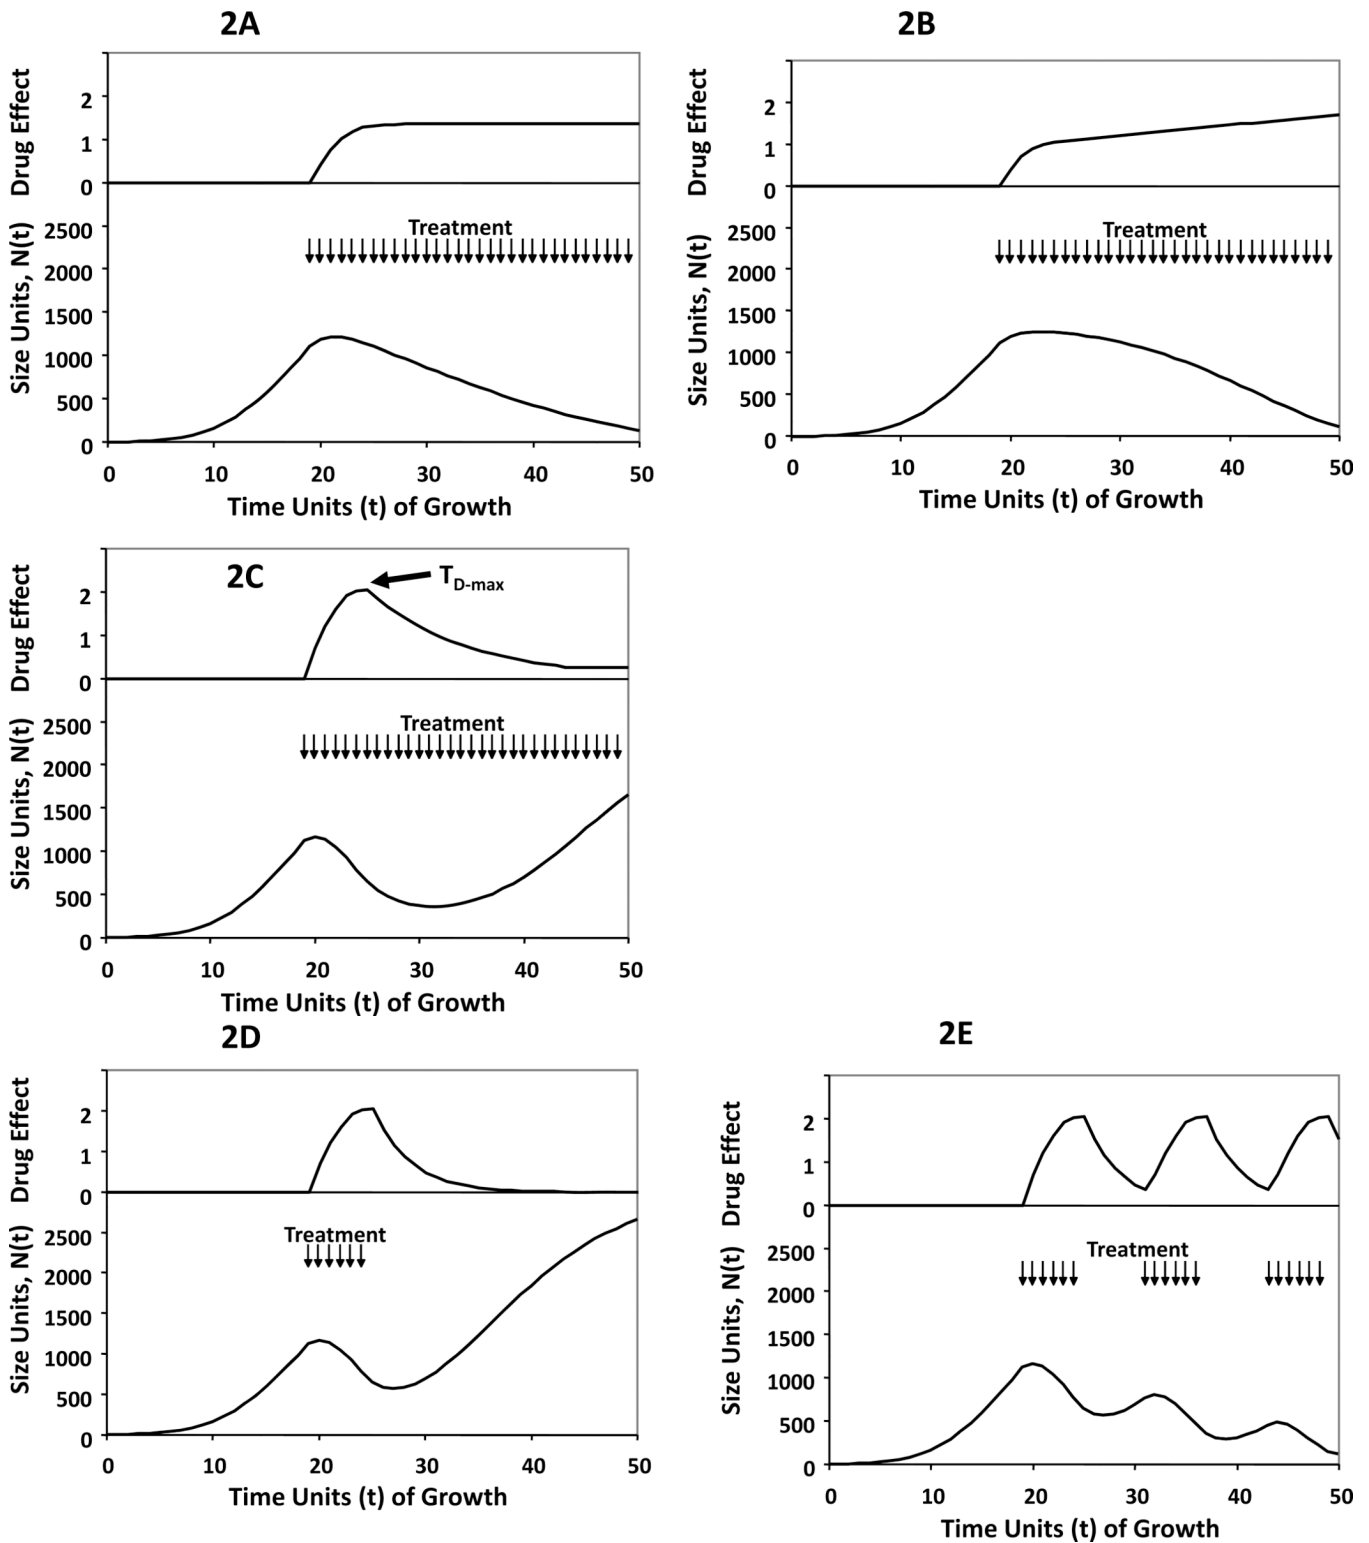 2A
Drug Effect
2
1
0
Size Units, N(t)
Treatment
2500
2000
1500
1000
500
0
0 10 20 30 40 50
Time Units (t) of Growth
2B
Drug Effect
2
1
0
Size Units, N(t)
Treatment
2500
2000
1500
1000
500
0
0 10 20 30 40 50
Time Units (t) of Growth
2C
T D-max
Drug Effect
2
1
0
Size Units, N(t)
Treatment
2500
2000
1500
1000
500
0
0 10 20 30 40 50
Time Units (t) of Growth
2D
Drug Effect
2
1
0
Size Units, N(t)
Treatment
2500
2000
1500
1000
500
0
0 10 20 30 40 50
Time Units (t) of Growth
2E
Drug Effect
2
1
0
Size Units, N(t)
Treatment
2500
2000
1500
1000
500
0
0 10 20 30 40 50
Time Units (t) of Growth